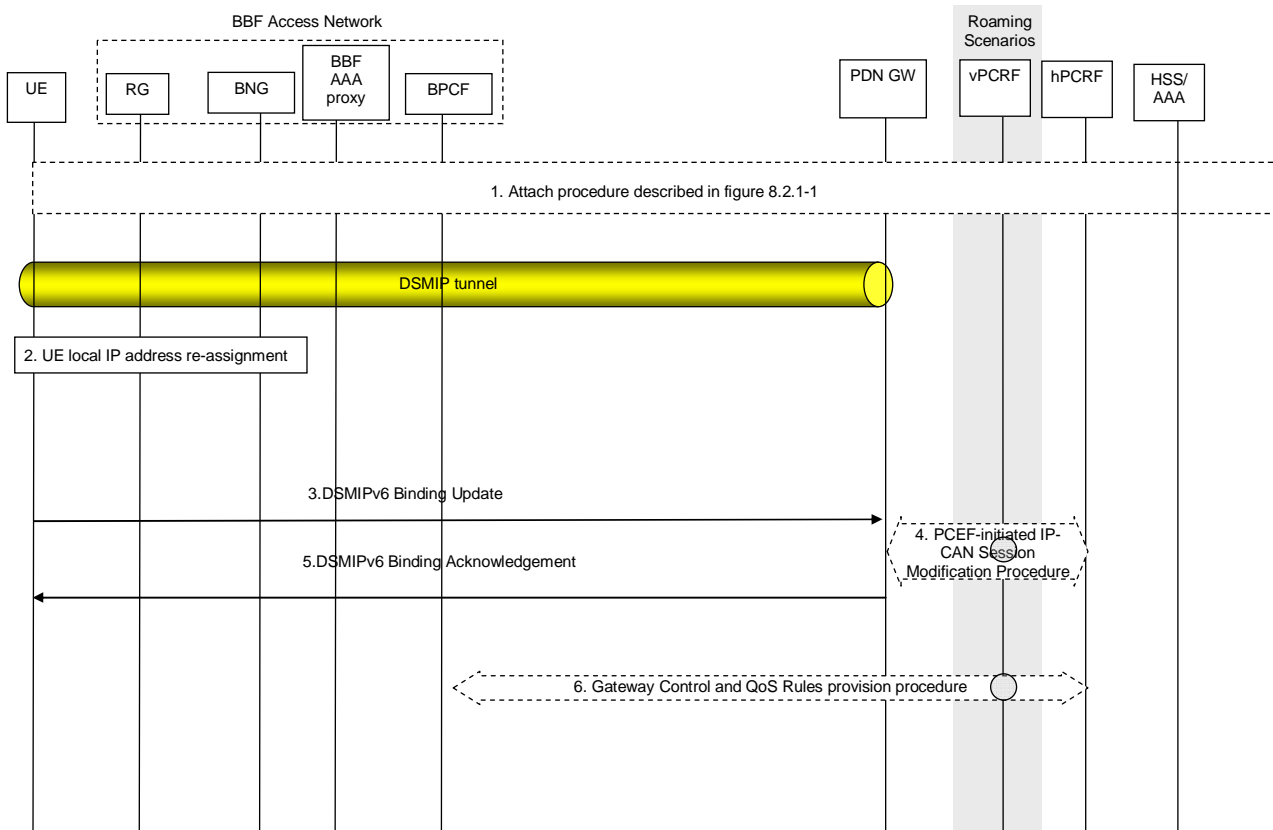 BBF Access Network
Roaming
Scenarios
UE
RG
BNG
BBF
AAA
proxy
BPCF
PDN GW
vPCRF
hPCRF
HSS/
AAA
1. Attach procedure described in figure 8.2.1-1
DSMIP tunnel
2. UE local IP address re-assignment
3.DSMIPv6 Binding Update
4. PCEF-initiated IP-
CAN Session
Modification Procedure
5.DSMIPv6 Binding Acknowledgement
6. Gateway Control and QoS Rules provision procedure